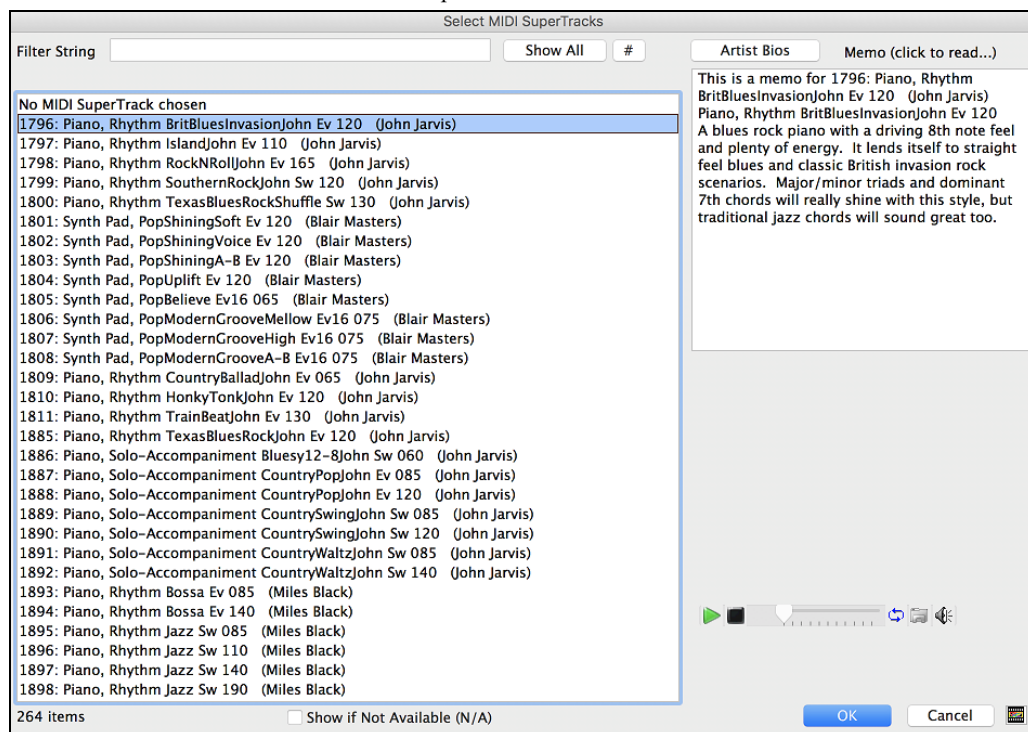 Select MIDI SuperTracks
Filter String
Show All
#
Artist Bios
Memo (click to read...)
No MIDI SuperTrack chosen
1796: Piano, Rhythm BritBluesInvasionJohn Ev 120 (John Jarvis)
1797: Piano, Rhythm IslandJohn Ev 110 (John Jarvis)
1798: Piano, Rhythm RockNRollJohn Ev 165 (John Jarvis)
1799: Piano, Rhythm SouthernRockJohn Sw 120 (John Jarvis)
1800: Piano, Rhythm TexasBluesRockShuffle Sw 130 (John Jarvis)
1801: Synth Pad, PopShiningSoft Ev 120 (Blair Masters)
1802: Synth Pad, PopShiningVoice Ev 120 (Blair Masters)
1803: Synth Pad, PopShiningA-B Ev 120 (Blair Masters)
1804: Synth Pad, PopUplift Ev 120 (Blair Masters)
1805: Synth Pad, PopBelieve Ev16 065 (Blair Masters)
1806: Synth Pad, PopModernGrooveMellow Ev16 075 (Blair Masters)
1807: Synth Pad, PopModernGrooveHigh Ev16 075 (Blair Masters)
1808: Synth Pad, PopModernGrooveA-B Ev16 075 (Blair Masters)
1809: Piano, Rhythm CountryBalladJohn Ev 065 (John Jarvis)
1810: Piano, Rhythm HonkyTonkJohn Ev 120 (John Jarvis)
1811: Piano, Rhythm TrainBeatJohn Ev 130 (John Jarvis)
1885: Piano, Rhythm TexasBluesRockJohn Ev 120 (John Jarvis)
1886: Piano, Solo-Accompaniment Bluesy12-8John Sw 060 (John Jarvis)
1887: Piano, Solo-Accompaniment CountryPopJohn Ev 085 (John Jarvis)
1888: Piano, Solo-Accompaniment CountryPopJohn Ev 120 (John Jarvis)
1889: Piano, Solo-Accompaniment CountrySwingJohn Sw 085 (John Jarvis)
1890: Piano, Solo-Accompaniment CountrySwingJohn Sw 120 (John Jarvis)
1891: Piano, Solo-Accompaniment CountryWaltzJohn Sw 085 (John Jarvis)
1892: Piano, Solo-Accompaniment CountryWaltzJohn Sw 140 (John Jarvis)
1893: Piano, Rhythm Bossa Ev 085 (Miles Black)
1894: Piano, Rhythm Bossa Ev 140 (Miles Black)
1895: Piano, Rhythm Jazz Sw 085 (Miles Black)
1896: Piano, Rhythm Jazz Sw 110 (Miles Black)
1897: Piano, Rhythm Jazz Sw 140 (Miles Black)
1898: Piano, Rhythm Jazz Sw 190 (Miles Black)
This is a memo for 1796: Piano, Rhythm
BritBluesInvasionJohn Ev 120 (John Jarvis)
Piano, Rhythm BritBluesInvasionJohn Ev 120
A blues rock piano with a driving 8th note feel
and plenty of energy. It lends itself to straight
feel blues and classic British invasion rock
scenarios. Major/minor triads and dominant
7th chords will really shine with this style, but
traditional jazz chords will sound great too.
264 items
Show if Not Available (N/A)
OK
Cancel